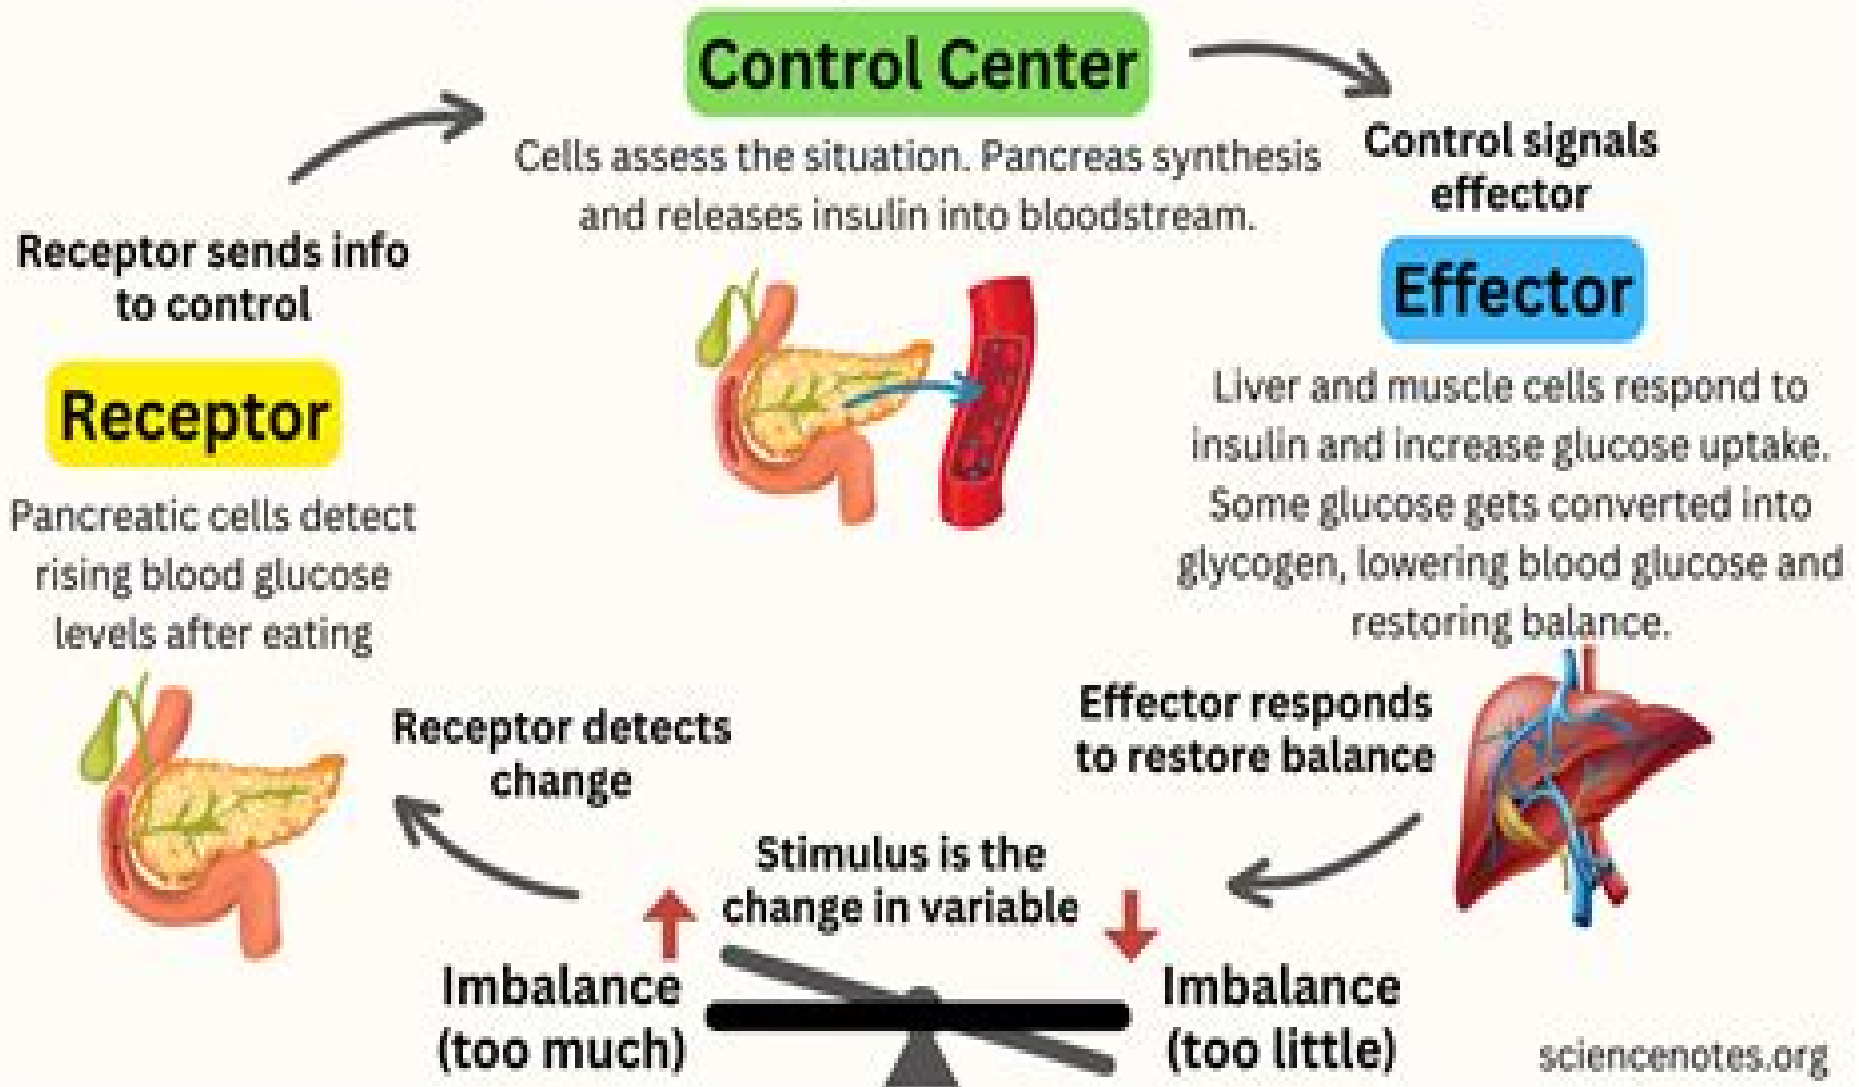 Control Center
Cells assess the situation. Pancreas synthesis
and releases insulin into bloodstream.
Control signals
effector
Effector
Liver and muscle cells respond to
insulin and increase glucose uptake.
Some glucose gets converted into
glycogen, lowering blood glucose and
restoring balance.
Receptor sends info
to control
Receptor
Pancreatic cells detect
rising blood glucose
levels after eating
Receptor detects
change
Effector responds
to restore balance
Stimulus is the
change in variable
Imbalance
(too much)
Imbalance
(too little)
sciencenotes.org